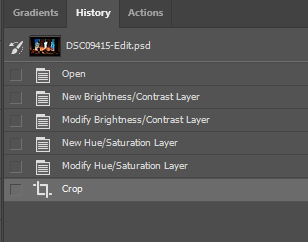 Gradients History Actions
DSC09415-Edit.psd
Open
New Brightness/Contrast Layer
Modify Brightness/Contrast Layer
New Hue/Saturation Layer
Modify Hue/Saturation Layer
Crop